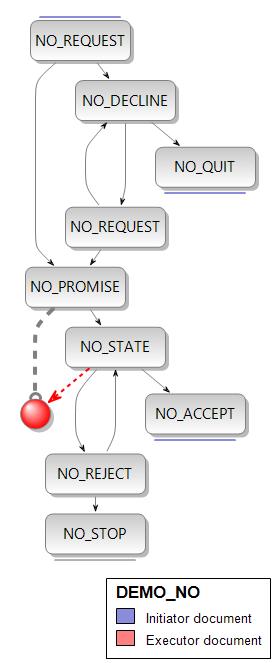 NO_REQUEST
NO_DECLINE
NO_QUIT
NO_REQUEST
NO_PROMISE
NO_STATE
NO_ACCEPT
NO_REJECT
NO_STOP
DEMO_NO
Initiator document
Executor document